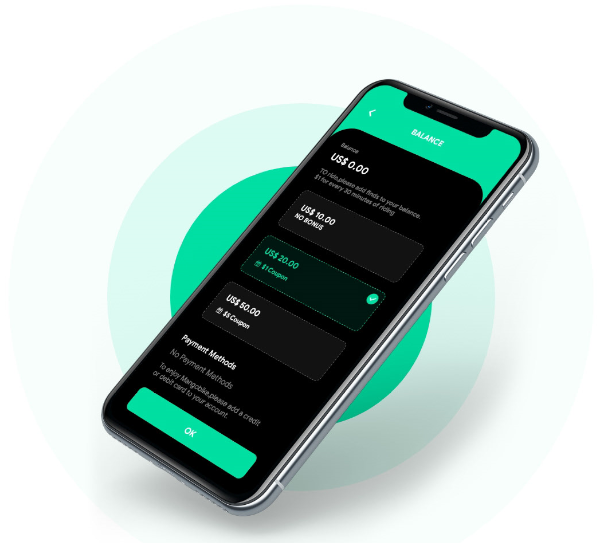 BALANCE
Balance
US$ 0.00
TO ride,please add finds to your balance.
$1 for every 30 minutes of riding
US$ 10.00
NO BONUS
US$ 20.00
$1 Coupon
US$ 50.00
$5 Coupon
Payment Methods
No Payment Methods
To enjoy Mangobike,please add a credit
or debit card to your account.
OK